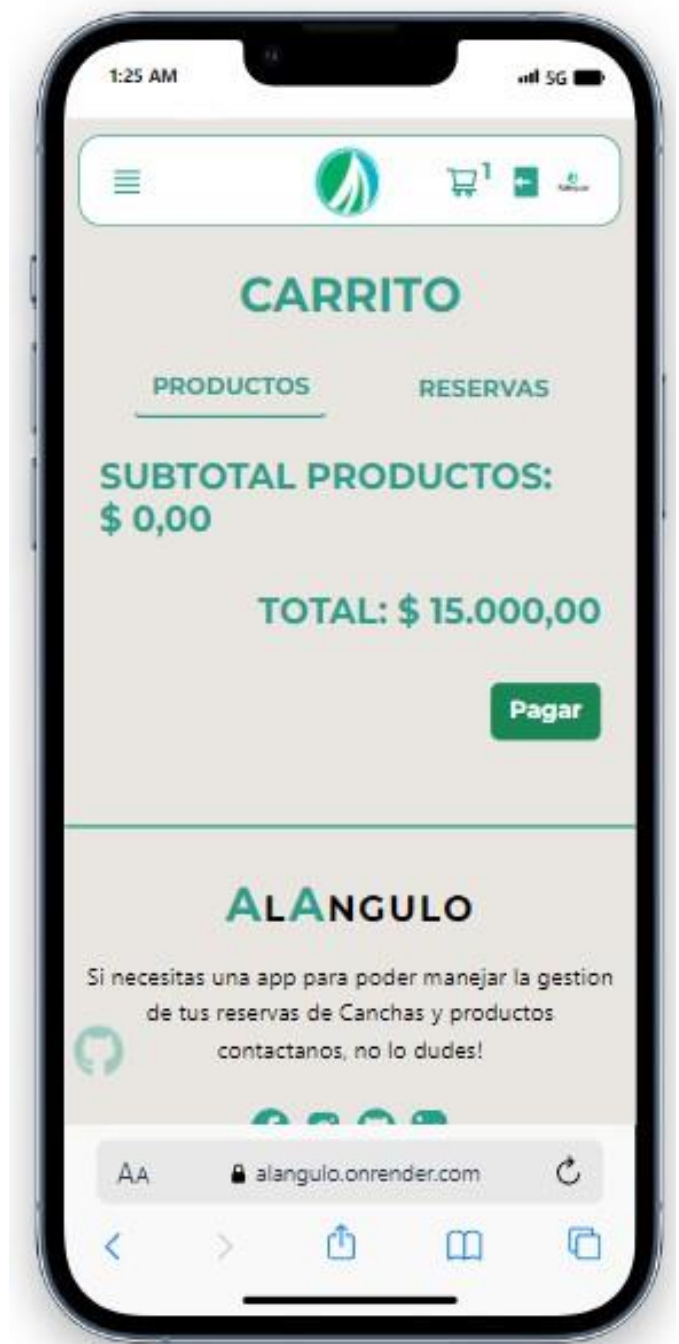 1:25 AM
5G
1
CARRITO
PRODUCTOS RESERVAS
SUBTOTAL PRODUCTOS:
$ 0,00
TOTAL: $ 15.000,00
Pagar
ALANGULO
Si necesitas una app para poder manejar la gestion
de tus reservas de Canchas y productos
contactanos, no lo dudes!
AA alangulo.onrender.com